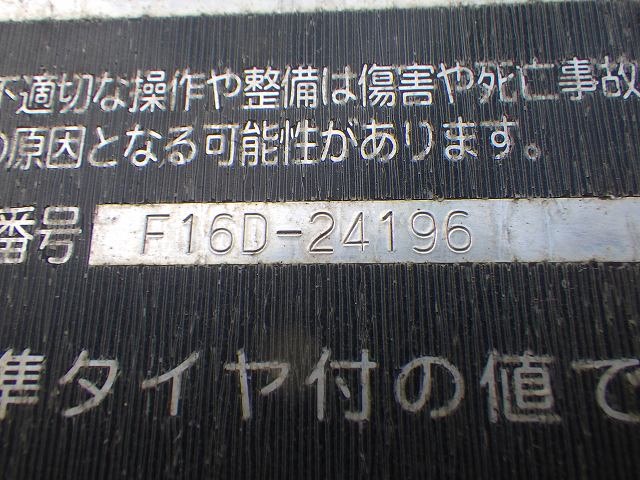 不適切な操作や整備は傷害や死亡事故
の原因となる可能性があります。
番号 F16D-24196
準タイヤ付の値で